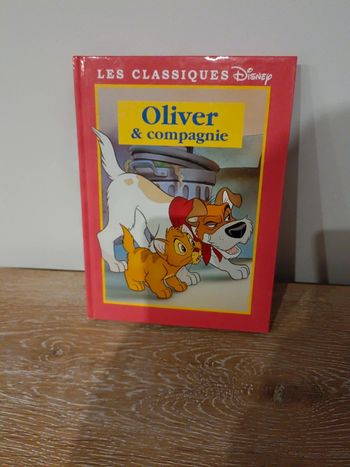 LES CLASSIQUES Disney
Oliver
& compagnie